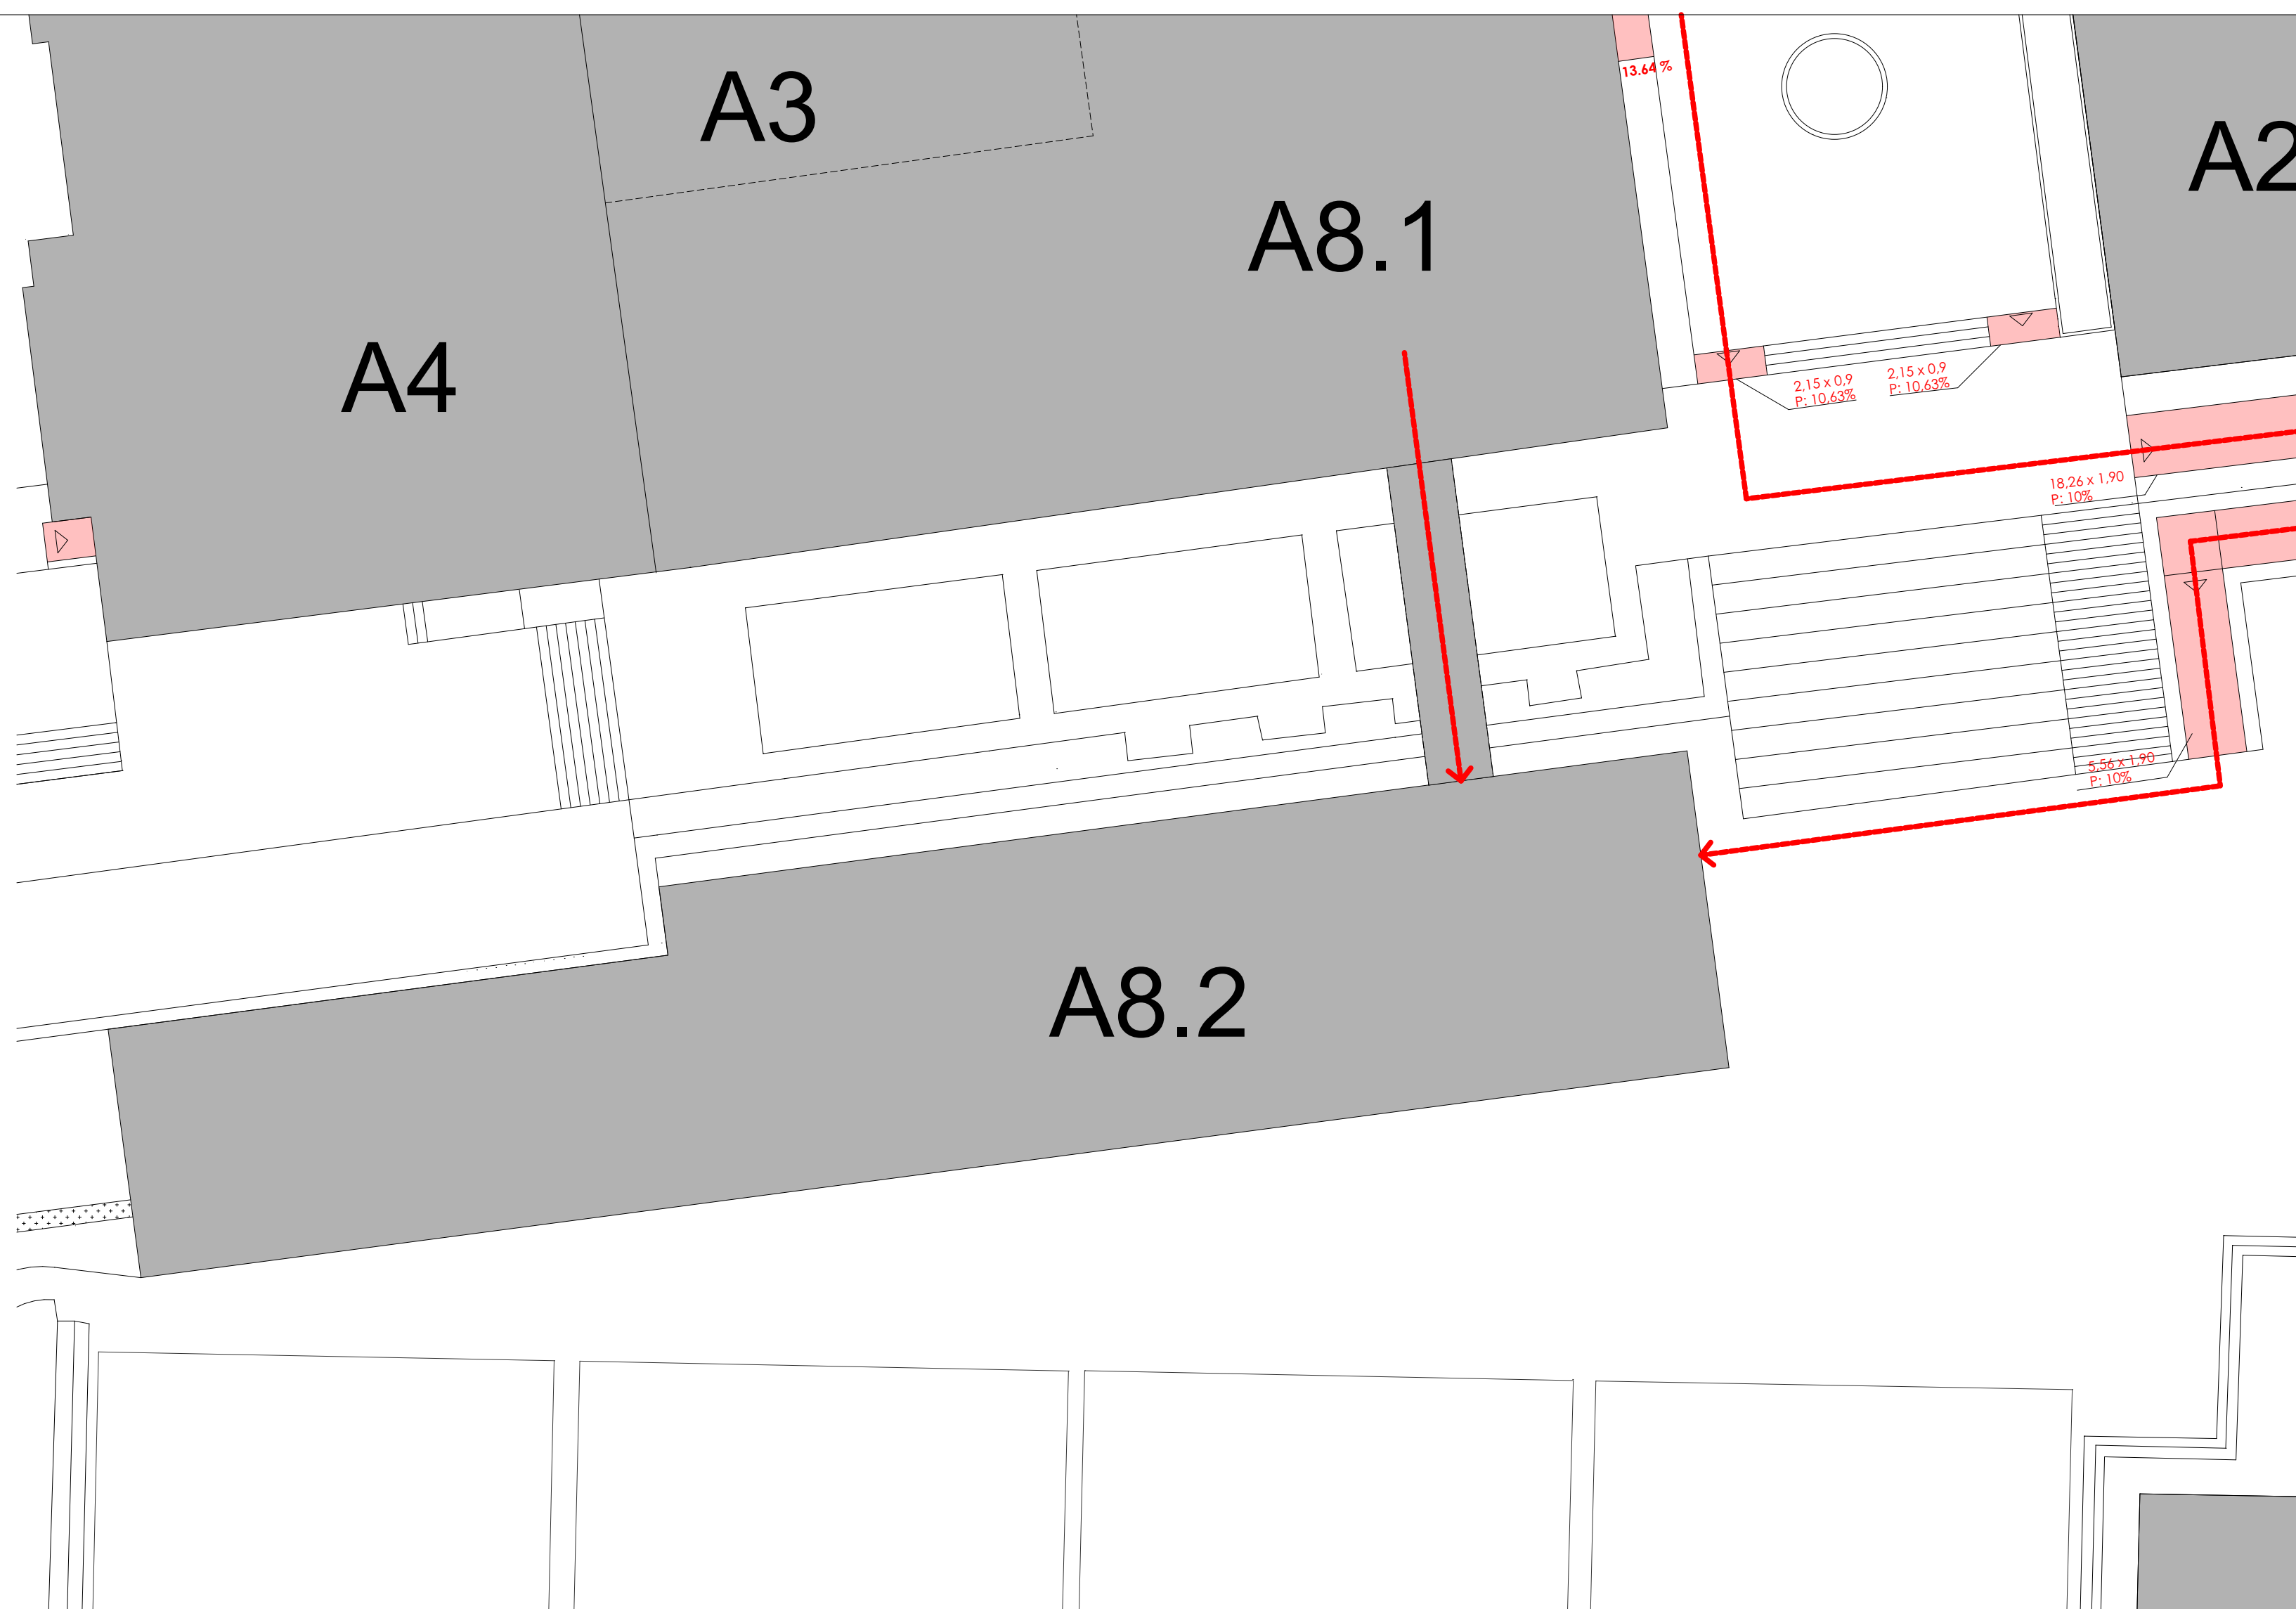 A3
13.64 %
A2
A8.1
A4
2,15 x 0,9
P: 10,63%
2,15 x 0,9
P: 10,63%
18,26 x 1,90
P: 10%
5,56 x 1,90
P: 10%
A8.2